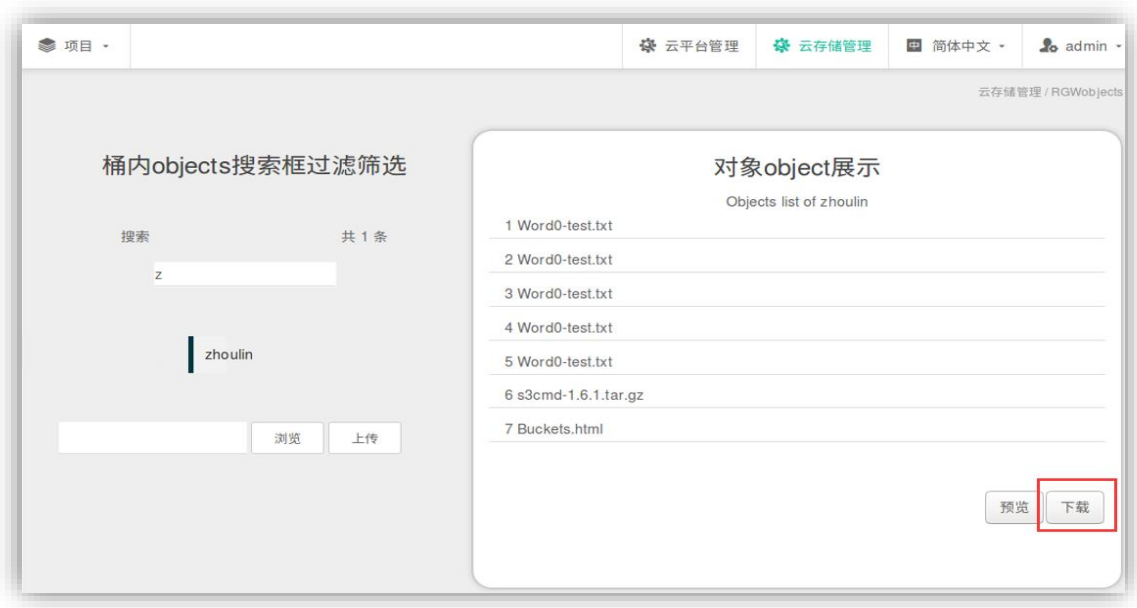 项目
云平台管理
云存储管理
简体中文
admin
云存储管理 / RGWobjects
桶内objects搜索框过滤筛选
搜索
共 1 条
z
zhoulin
浏览
上传
对象object展示
Objects list of zhoulin
1 Word0-test.txt
2 Word0-test.txt
3 Word0-test.txt
4 Word0-test.txt
5 Word0-test.txt
6 s3cmd-1.6.1.tar.gz
7 Buckets.html
预览
下载